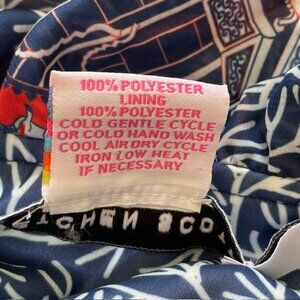 100% POLYESTER
LINING
100% POLYESTER
COLD GENTLE CYCLE
OR COLD HAND WASH
COOL AIR DRY CYCLE
IRON LOW HEAT
IF NECESSARY